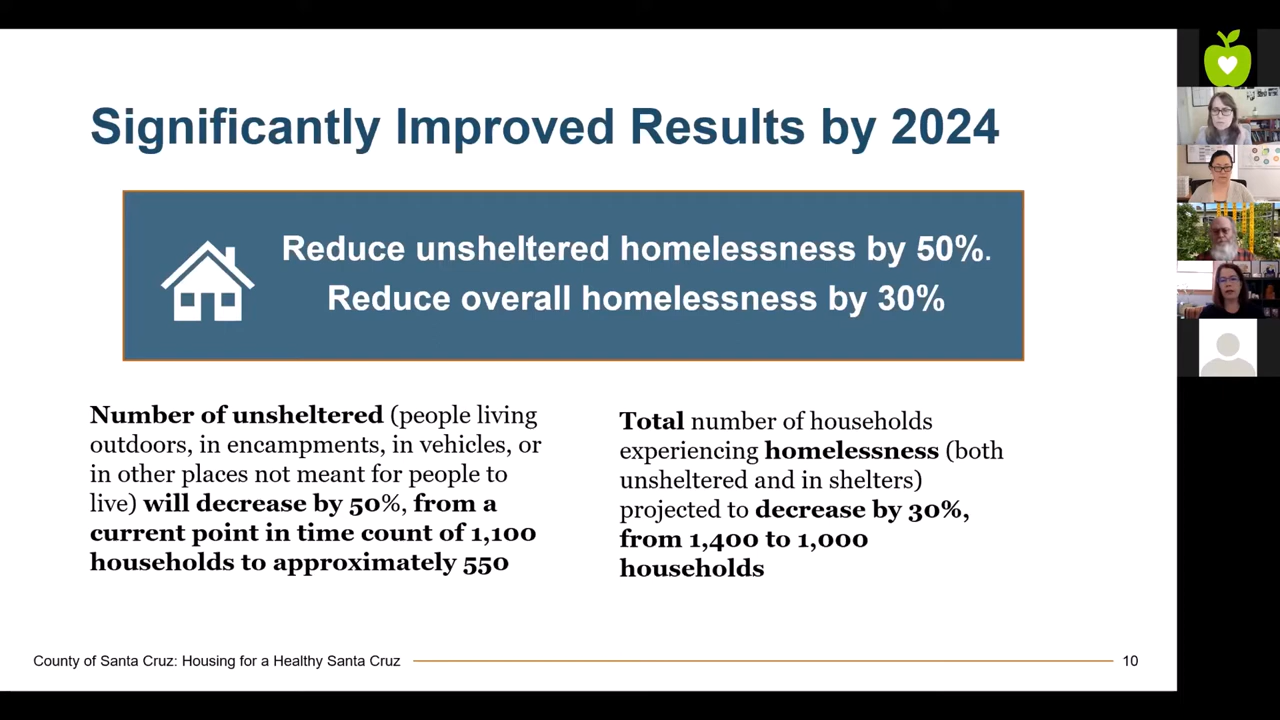 Significantly Improved Results by 2024
Reduce unsheltered homelessness by 50%.
Reduce overall homelessness by 30%
Number of unsheltered (people living
outdoors, in encampments, in vehicles, or
in other places not meant for people to
live) will decrease by 50%, from a
current point in time count of 1,100
households to approximately 550
Total number of households
experiencing homelessness (both
unsheltered and in shelters)
projected to decrease by 30%,
from 1,400 to 1,000
households
County of Santa Cruz: Housing for a Healthy Santa Cruz
10